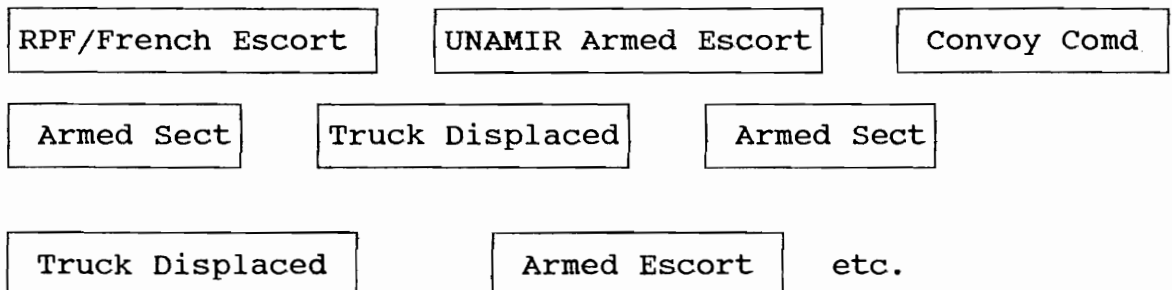 RPF/French Escort UNAMIR Armed Escort Convoy Comd
Armed Sect Truck Displaced Armed Sect
Truck Displaced Armed Escort etc.